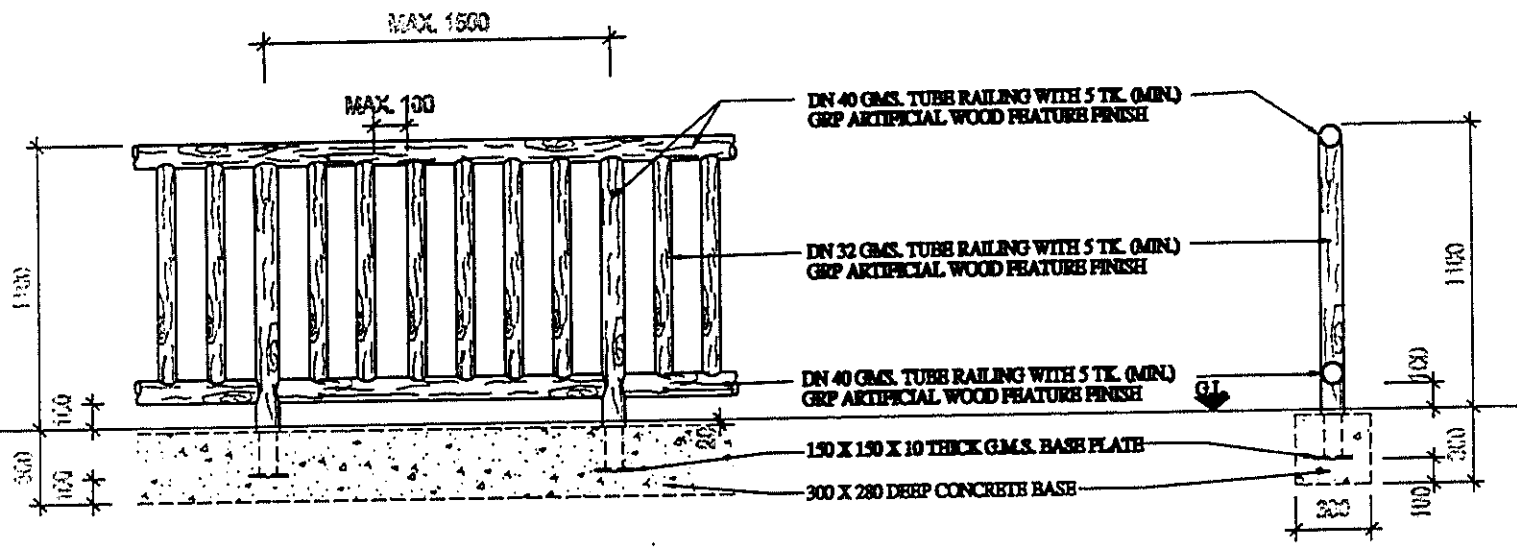 MAX. 1500
MAX. 100
DN 40 GMS. TUBE RAILING WITH 5 TK. (MIN.)
GRP ARTIFICIAL WOOD FEATURE FINISH
1100
1100
DN 32 GMS. TUBE RAILING WITH 5 TK. (MIN.)
GRP ARTIFICIAL WOOD FEATURE FINISH
DN 40 GMS. TUBE RAILING WITH 5 TK. (MIN.)
GRP ARTIFICIAL WOOD FEATURE FINISH
G.L.
100
100
20
150 X 150 X 10 THICK G.M.S. BASE PLATE
300
100
300
300 X 280 DEEP CONCRETE BASE
100
300